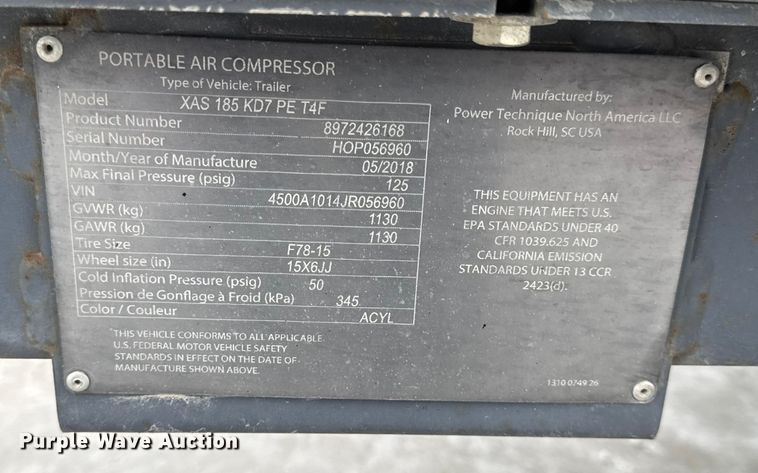 PORTABLE AIR COMPRESSOR
Type of Vehicle: Trailer
Model XAS 185 KD7 PE T4F
Product Number 8972426168
Serial Number HOP056960
Month/Year of Manufacture 05/2018
Max Final Pressure (psig) 125
VIN 4500A1014JR056960
GVWR (kg) 1130
GAWR (kg) 1130
Tire Size F78-15
Wheel size (in) 15X6JJ
Cold Inflation Pressure (psig) 50
Pression de Gonflage à Froid (kPa) 345
Color / Couleur ACYL
THIS VEHICLE CONFORMS TO ALL APPLICABLE
U.S. FEDERAL MOTOR VEHICLE SAFETY
STANDARDS IN EFFECT ON THE DATE OF
MANUFACTURE SHOWN ABOVE.
Manufactured by:
Power Technique North America LLC
Rock Hill, SC USA
THIS EQUIPMENT HAS AN
ENGINE THAT MEETS U.S.
EPA STANDARDS UNDER 40
CFR 1039.625 AND
CALIFORNIA EMISSION
STANDARDS UNDER 13 CCR
2423(d).
1310 0749 26
Purple Wave Auction